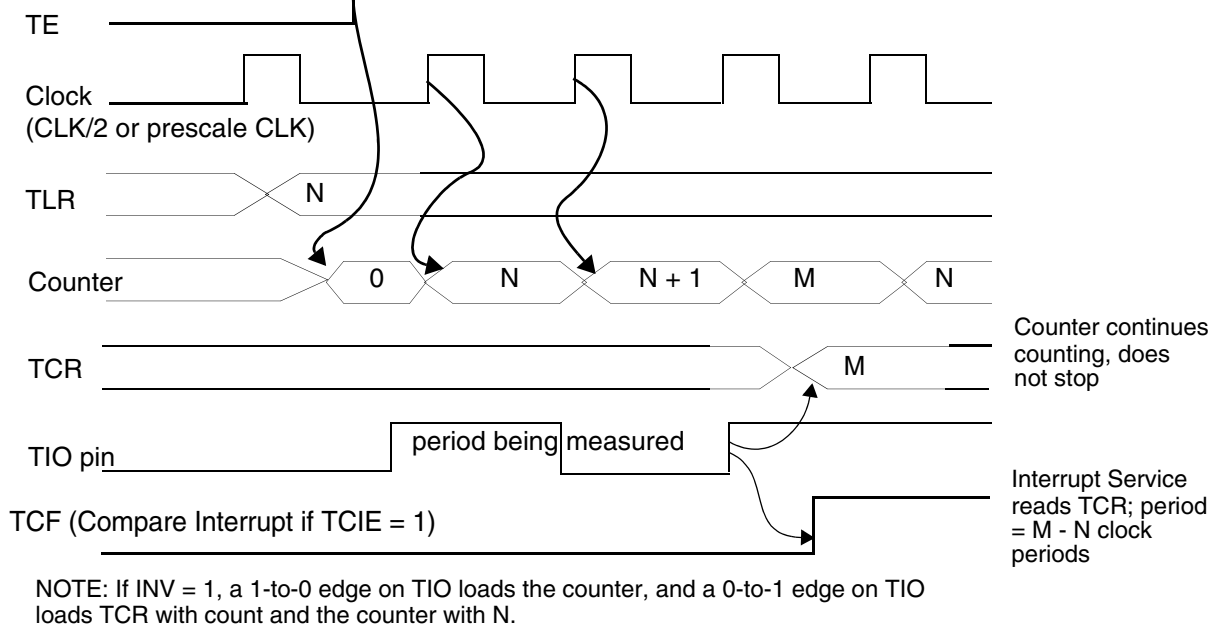 TE
Clock
(CLK/2 or prescale CLK)
TLR
N
Counter
0
N
N + 1
M
N
TCR
M
Counter continues
counting, does
not stop
TIO pin
period being measured
TCF (Compare Interrupt if TCIE = 1)
Interrupt Service
reads TCR; period
= M - N clock
periods
NOTE: If INV = 1, a 1-to-0 edge on TIO loads the counter, and a 0-to-1 edge on TIO
loads TCR with count and the counter with N.